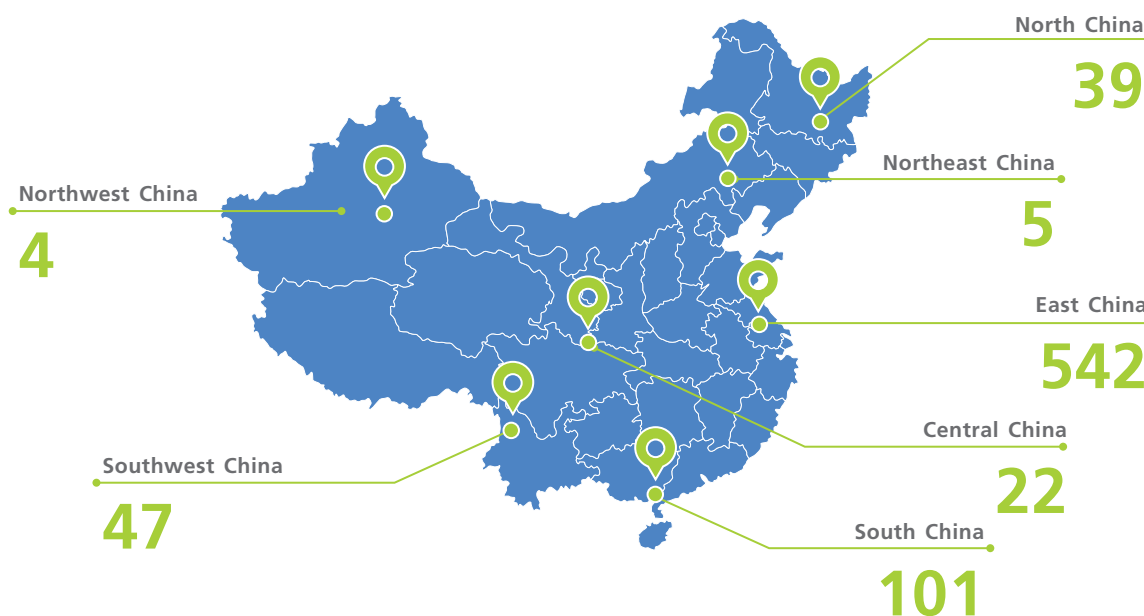 North China
39
Northeast China
5
Northwest China
4
East China
542
Central China
22
Southwest China
47
South China
101